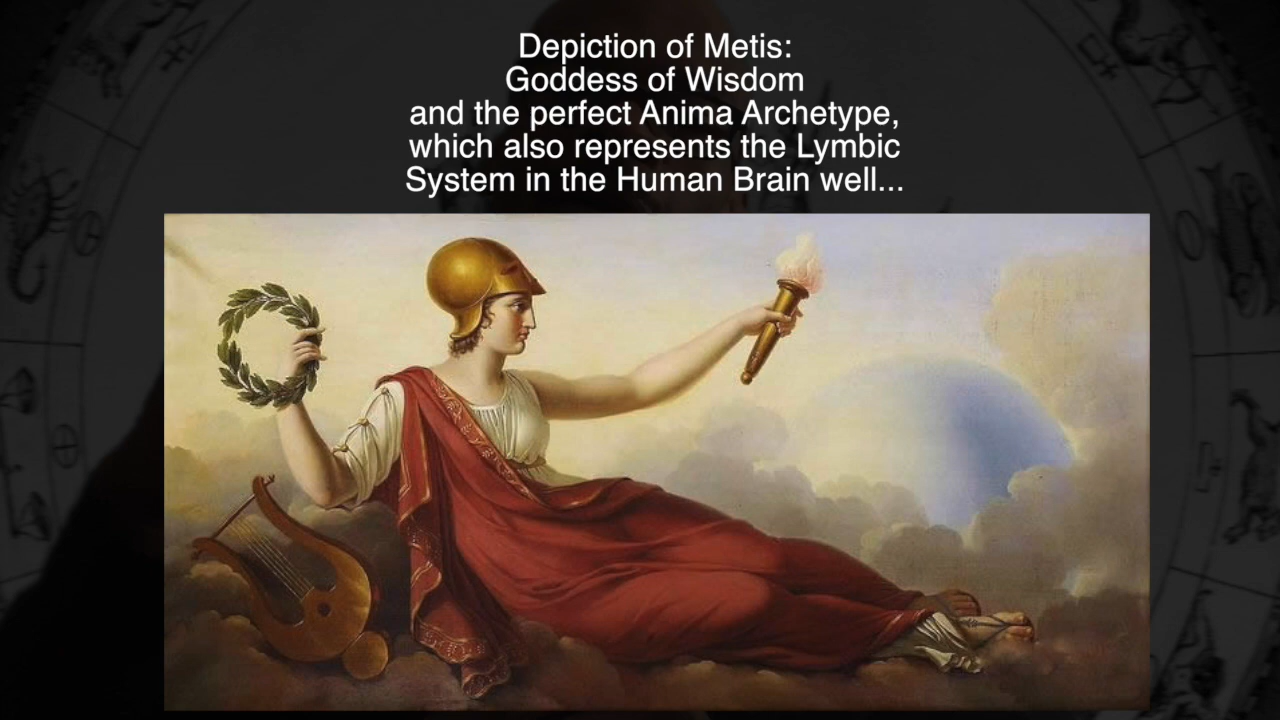 Depiction of Metis:
Goddess of Wisdom
and the perfect Anima Archetype,
which also represents the Lymbic
System in the Human Brain well...